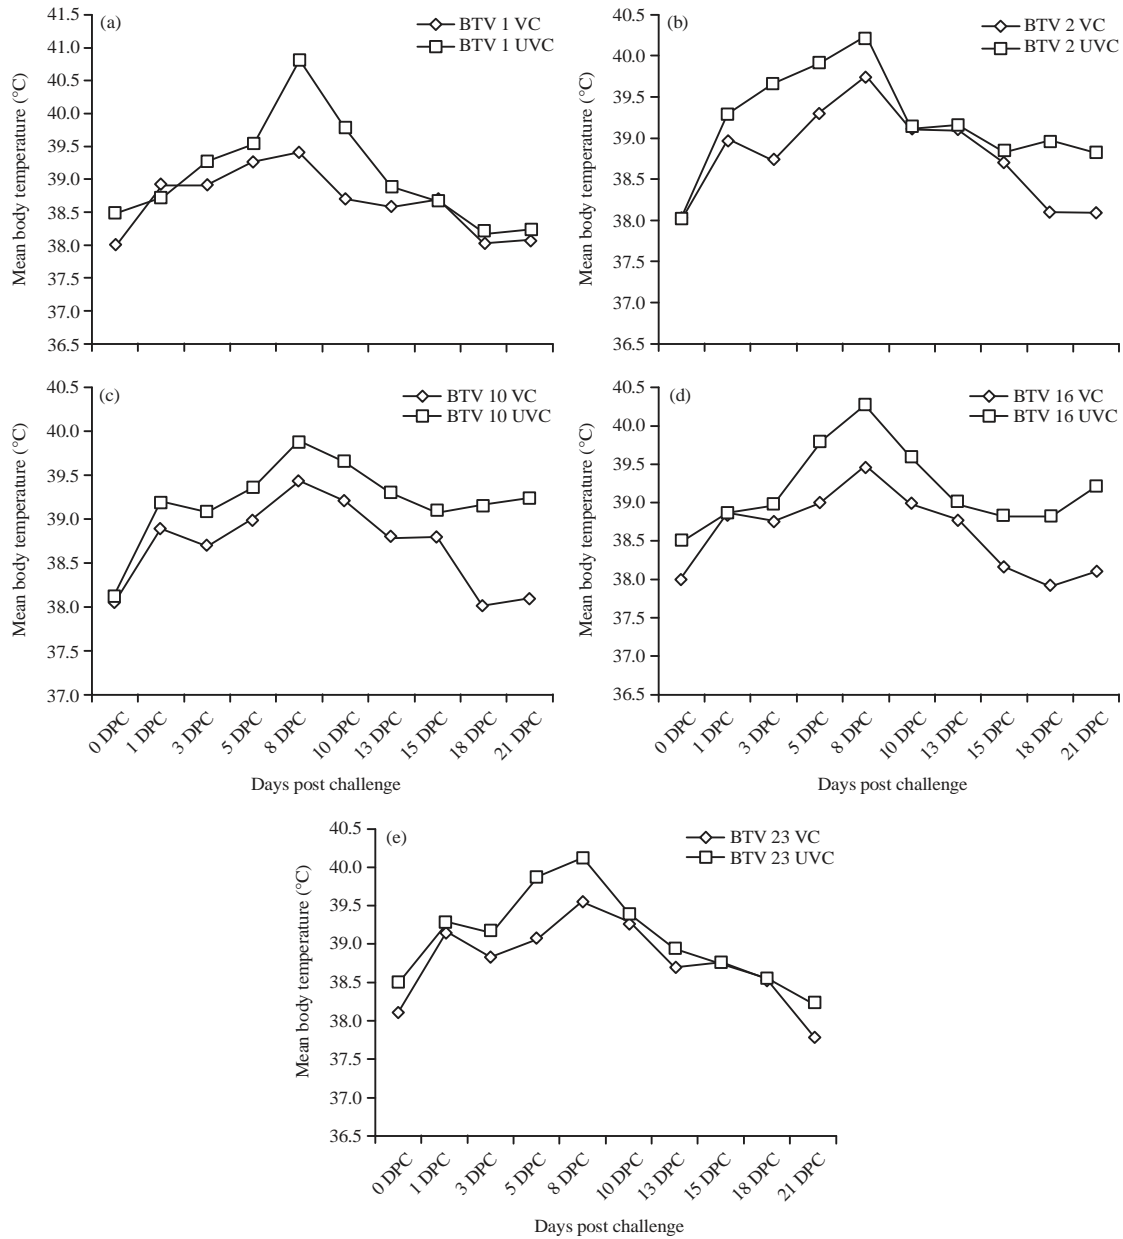 (a)
BTV 1 VC
BTV 1 UVC
Mean body temperature (°C)
41.5
41.0
40.5
40.0
39.5
39.0
38.5
38.0
37.5
37.0
36.5
(b)
BTV 2 VC
BTV 2 UVC
Mean body temperature (°C)
40.5
40.0
39.5
39.0
38.5
38.0
37.5
37.0
36.5
(c)
BTV 10 VC
BTV 10 UVC
Mean body temperature (°C)
40.5
40.0
39.5
39.0
38.5
38.0
37.5
37.0
0 DPC
1 DPC
3 DPC
5 DPC
8 DPC
10 DPC
13 DPC
15 DPC
18 DPC
21 DPC
Days post challenge
(d)
BTV 16 VC
BTV 16 UVC
Mean body temperature (°C)
40.5
40.0
39.5
39.0
38.5
38.0
37.5
37.0
36.5
0 DPC
1 DPC
3 DPC
5 DPC
8 DPC
10 DPC
13 DPC
15 DPC
18 DPC
21 DPC
Days post challenge
(e)
BTV 23 VC
BTV 23 UVC
Mean body temperature (°C)
40.5
40.0
39.5
39.0
38.5
38.0
37.5
37.0
36.5
0 DPC
1 DPC
3 DPC
5 DPC
8 DPC
10 DPC
13 DPC
15 DPC
18 DPC
21 DPC
Days post challenge